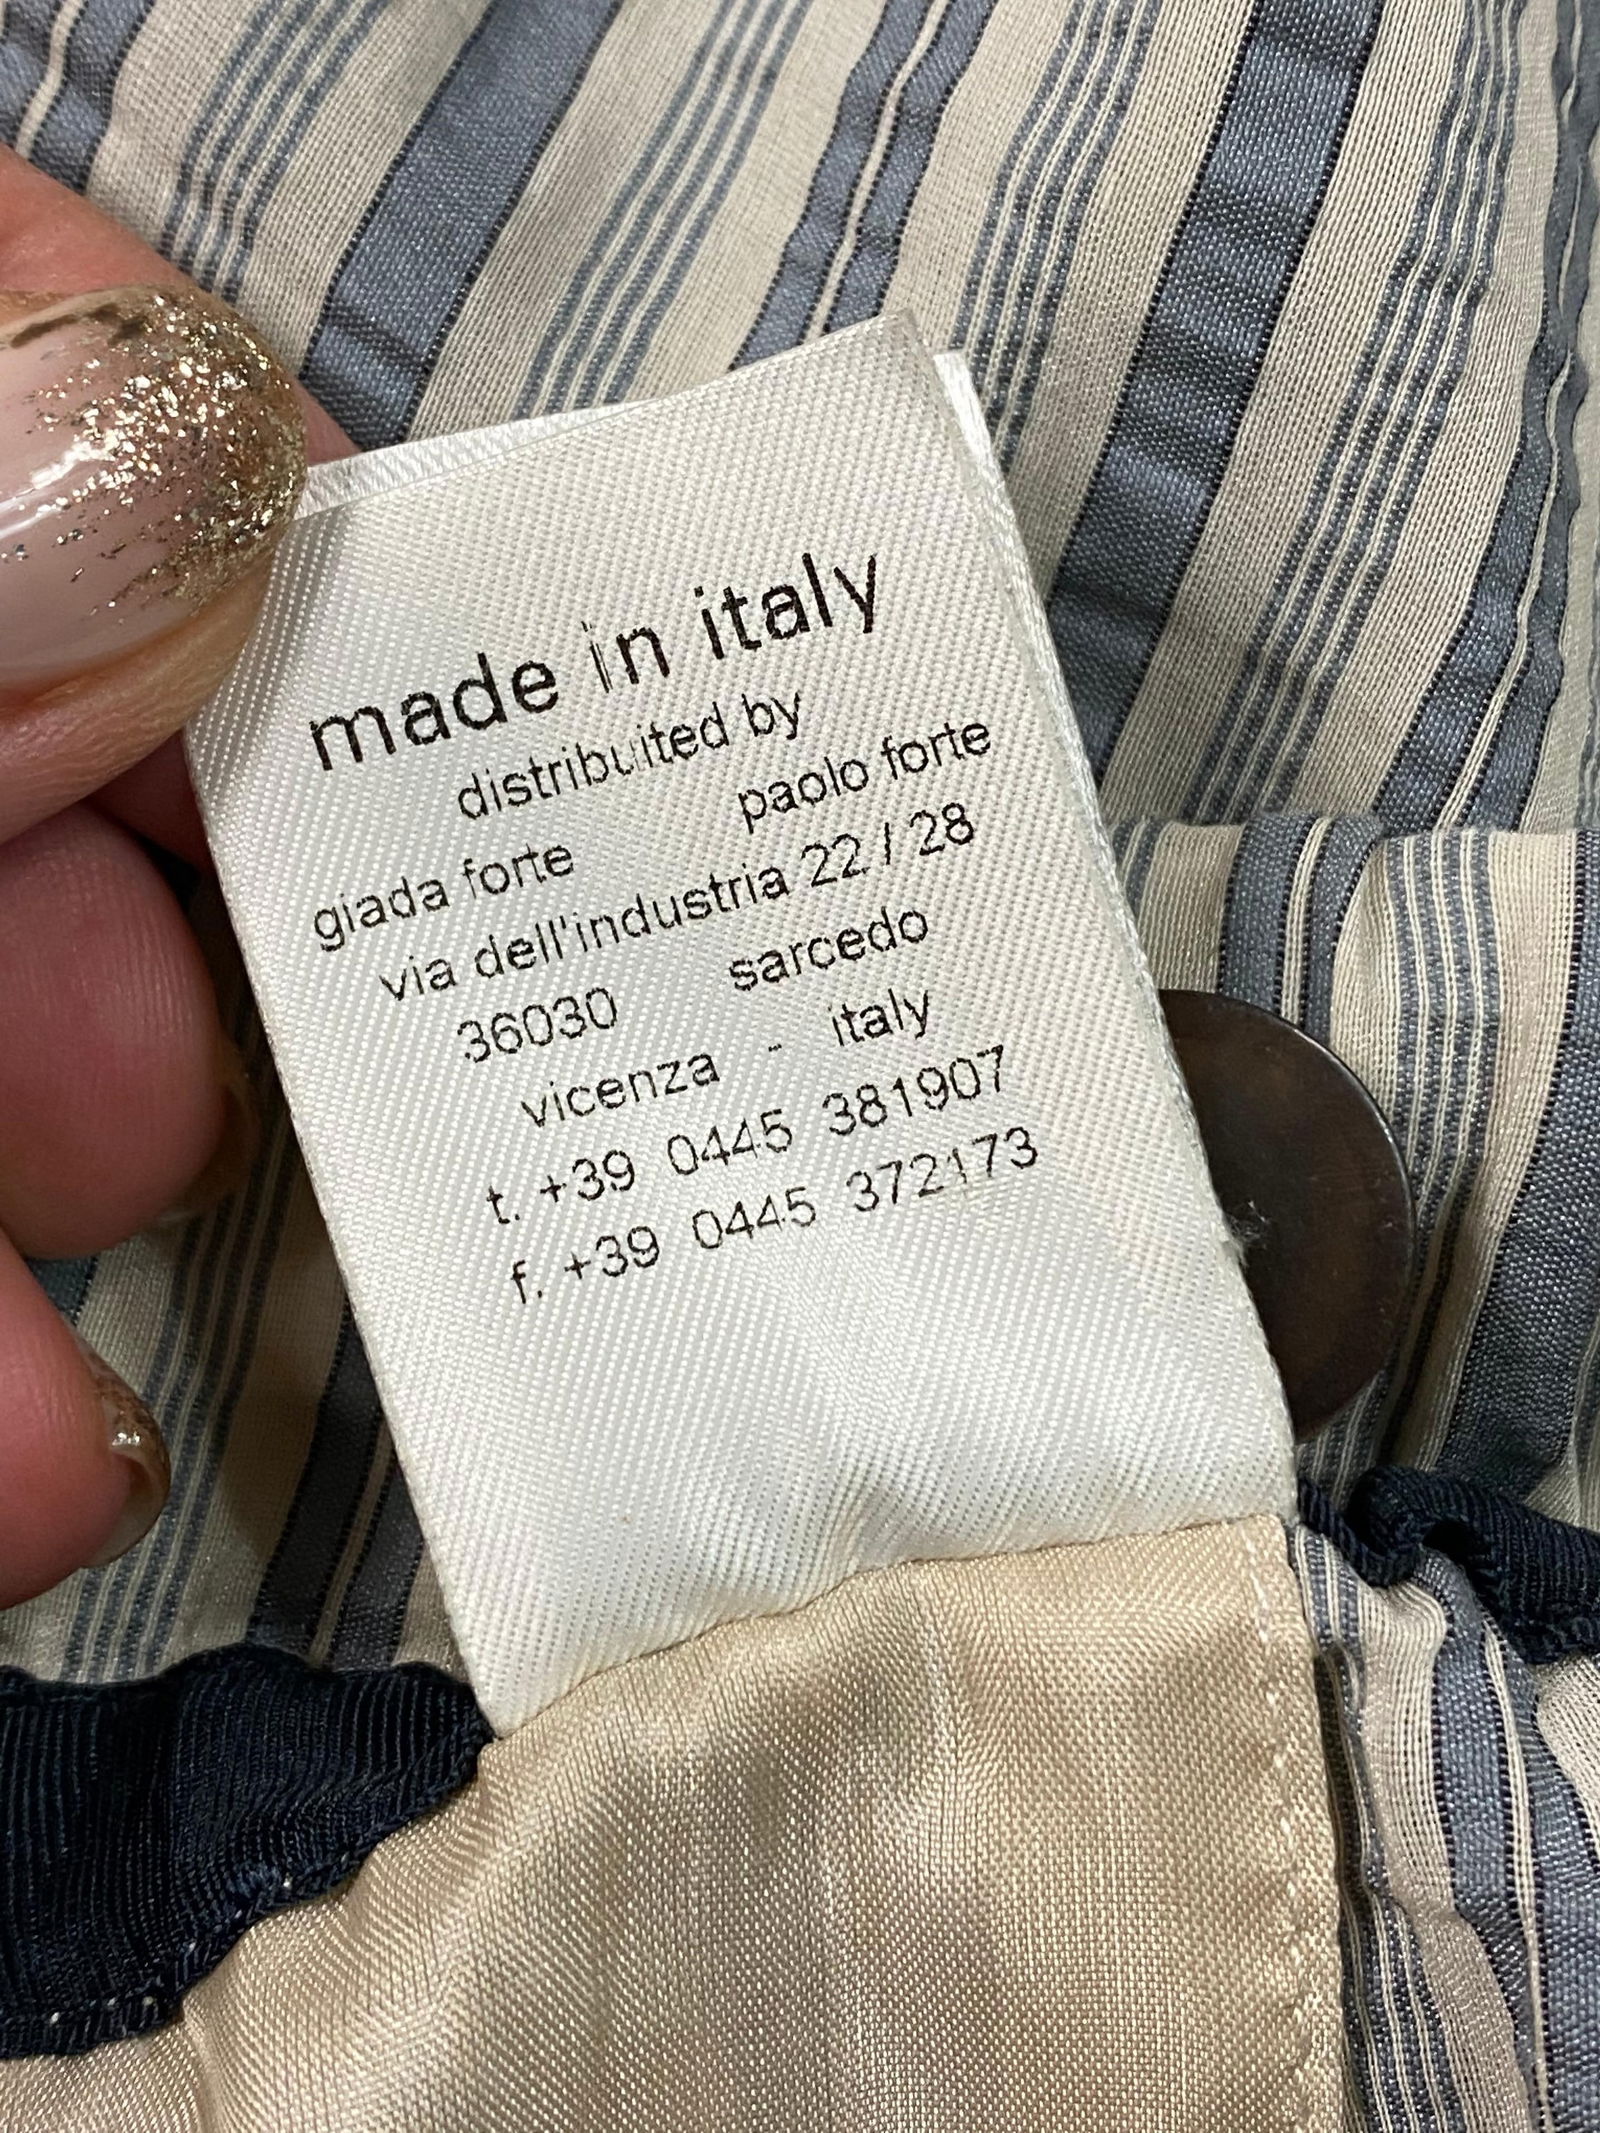 made in italy
distribuited by
giada forte paolo forte
via dell'industria 22 / 28
36030 sarcedo
vicenza - italy
t. +39 0445 381907
f. +39 0445 372173